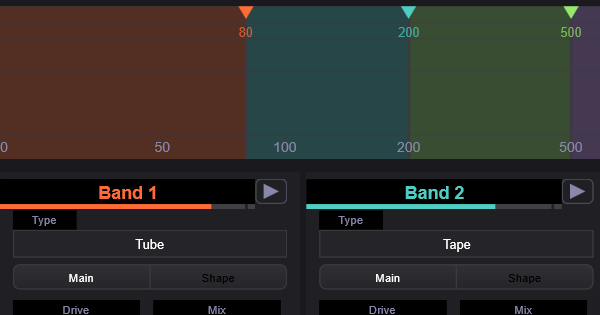 80 200 500
0 50 100 200 500
Band 1 Band 2
Type Type
Tube Tape
Main Shape Main Shape
Drive Mix Drive Mix